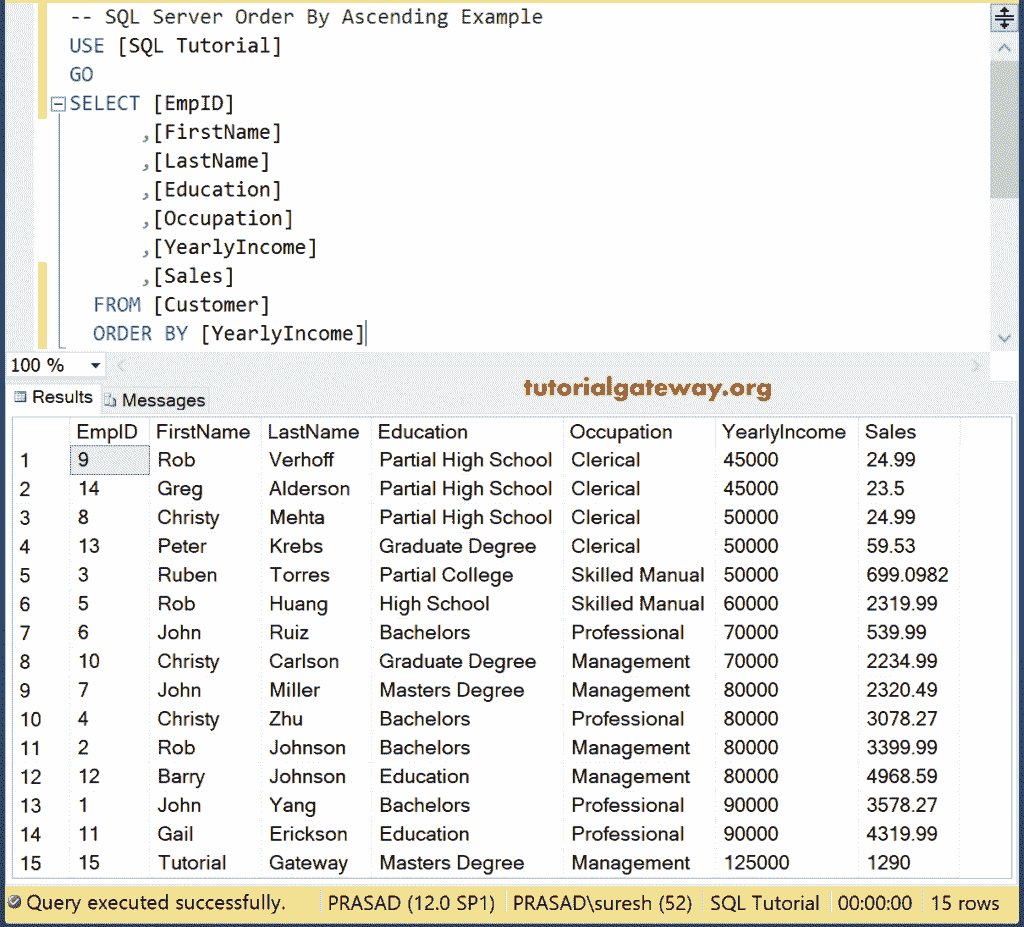 -- SQL Server Order By Ascending Example
USE [SQL Tutorial]
GO
SELECT [EmpID]
,[FirstName]
,[LastName]
,[Education]
,[Occupation]
,[YearlyIncome]
,[Sales]
FROM [Customer]
ORDER BY [YearlyIncome]
100 %
tutorialgateway.org
Results Messages
EmpID FirstName LastName Education Occupation YearlyIncome Sales
1 9 Rob Verhoff Partial High School Clerical 45000 24.99
2 14 Greg Alderson Partial High School Clerical 45000 23.5
3 8 Christy Mehta Partial High School Clerical 50000 24.99
4 13 Peter Krebs Graduate Degree Clerical 50000 59.53
5 3 Ruben Torres Partial College Skilled Manual 50000 699.0982
6 5 Rob Huang High School Skilled Manual 60000 2319.99
7 6 John Ruiz Bachelors Professional 70000 539.99
8 10 Christy Carlson Graduate Degree Management 70000 2234.99
9 7 John Miller Masters Degree Management 80000 2320.49
10 4 Christy Zhu Bachelors Professional 80000 3078.27
11 2 Rob Johnson Bachelors Management 80000 3399.99
12 12 Barry Johnson Education Management 80000 4968.59
13 1 John Yang Bachelors Professional 90000 3578.27
14 11 Gail Erickson Education Professional 90000 4319.99
15 15 Tutorial Gateway Masters Degree Management 125000 1290
Query executed successfully. PRASAD (12.0 SP1) PRASAD\suresh (52) SQL Tutorial 00:00:00 15 rows